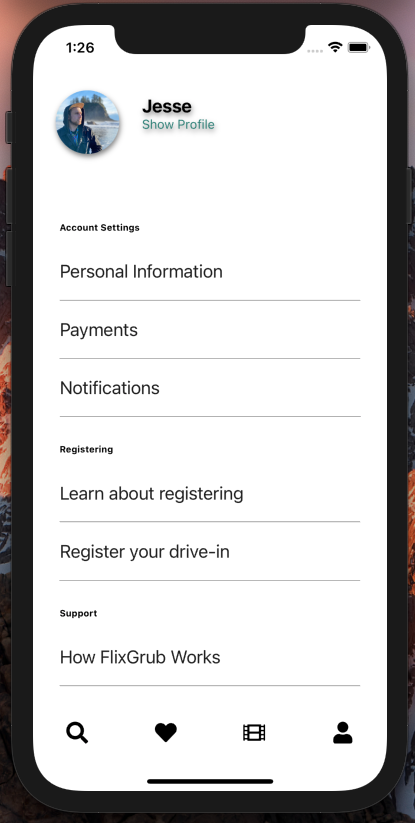 1:26
Jesse
Show Profile
Account Settings
Personal Information
Payments
Notifications
Registering
Learn about registering
Register your drive-in
Support
How FlixGrub Works